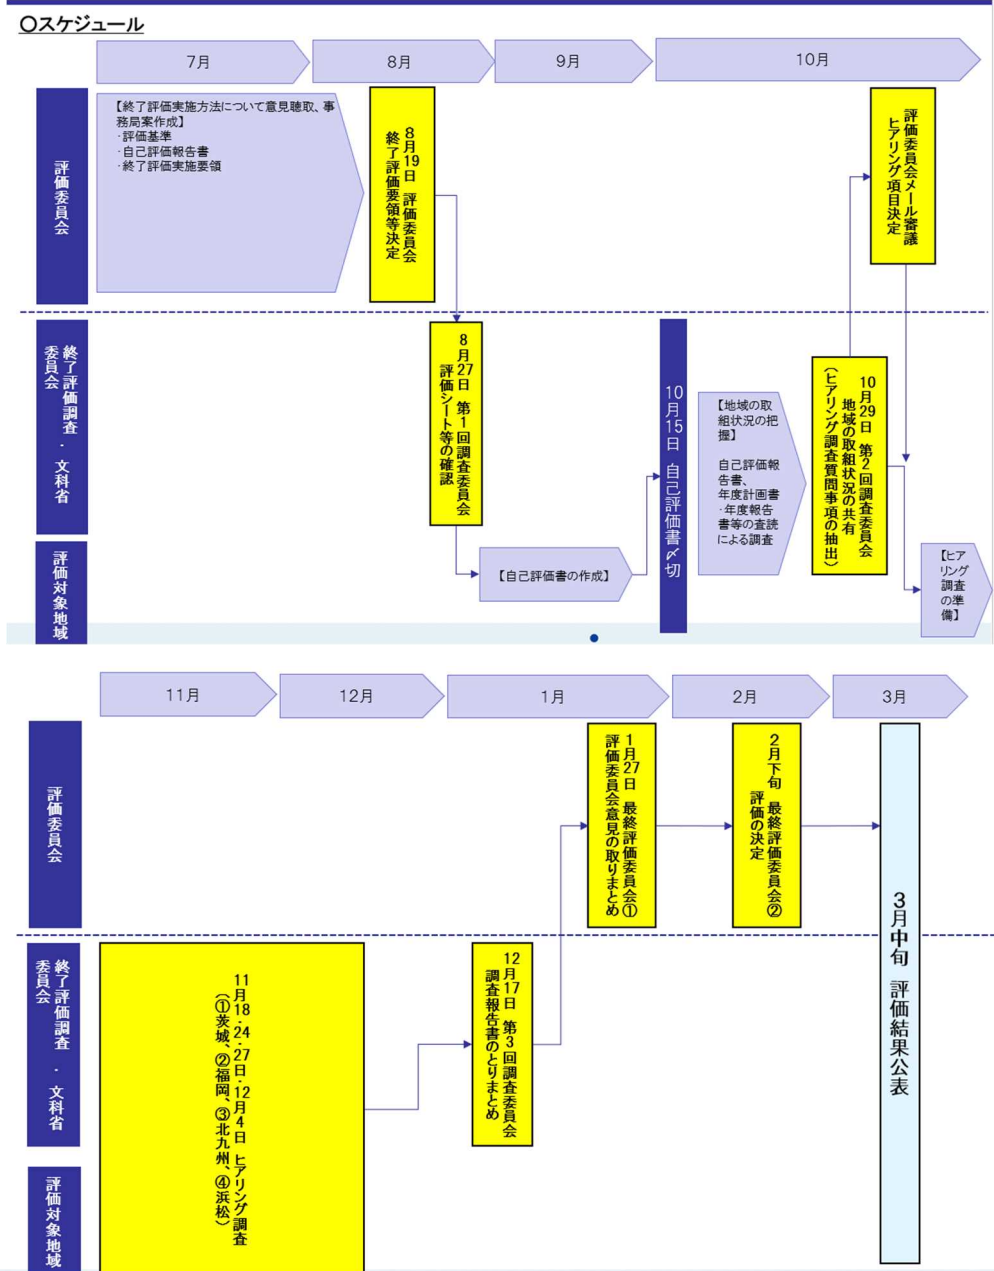 〇スケジュール
7月
8月
9月
10月
評価委員会
【終了評価実施方法について意見聴取、事
務局案作成】
・評価基準
・自己評価報告書
・終了評価実施要領
8月19日 評価委員会
終了評価要領等決定
評価委員会メール審議
ヒアリング項目決定
終了評価調査・文科省
委員会
8月27日 第1回調査委員会
評価シート等の確認
10月15日 自己評価書〆切
【地域の取
組状況の把
握】
自己評価報
告書、
年度計画書
・年度報告
書等の査読
による調査
10月29日 第2回調査委員会
地域の取組状況の共有
（ヒアリング調査質問事項の抽出）
評価対象地域
【自己評価書の作成】
【ヒア
リング
調査
の準
備】
11月
12月
1月
2月
3月
評価委員会
1月27日 最終評価委員会①
評価委員会意見の取りまとめ
2月下旬 最終評価委員会②
評価の決定
3月中旬 評価結果公表
終了評価調査・文科省
委員会
11月18・24・27日・12月4日 ヒアリング調査
（①茨城、②福岡、③北九州、④浜松）
12月17日 第3回調査委員会
調査報告書のとりまとめ
評価対象地域